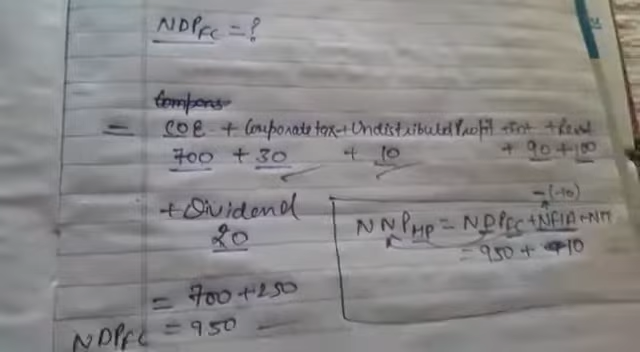 NDPFC = ?
Compens
= COE + Corporate tax + Undistributed Profit + Int + Rent
700 + 30 + 10 + 90 + 100
+ Dividend
20
= 700 + 250
NDPFC = 950
- (-10)
NNPMP = NDPFC + NFIA + NIT
= 950 + 10